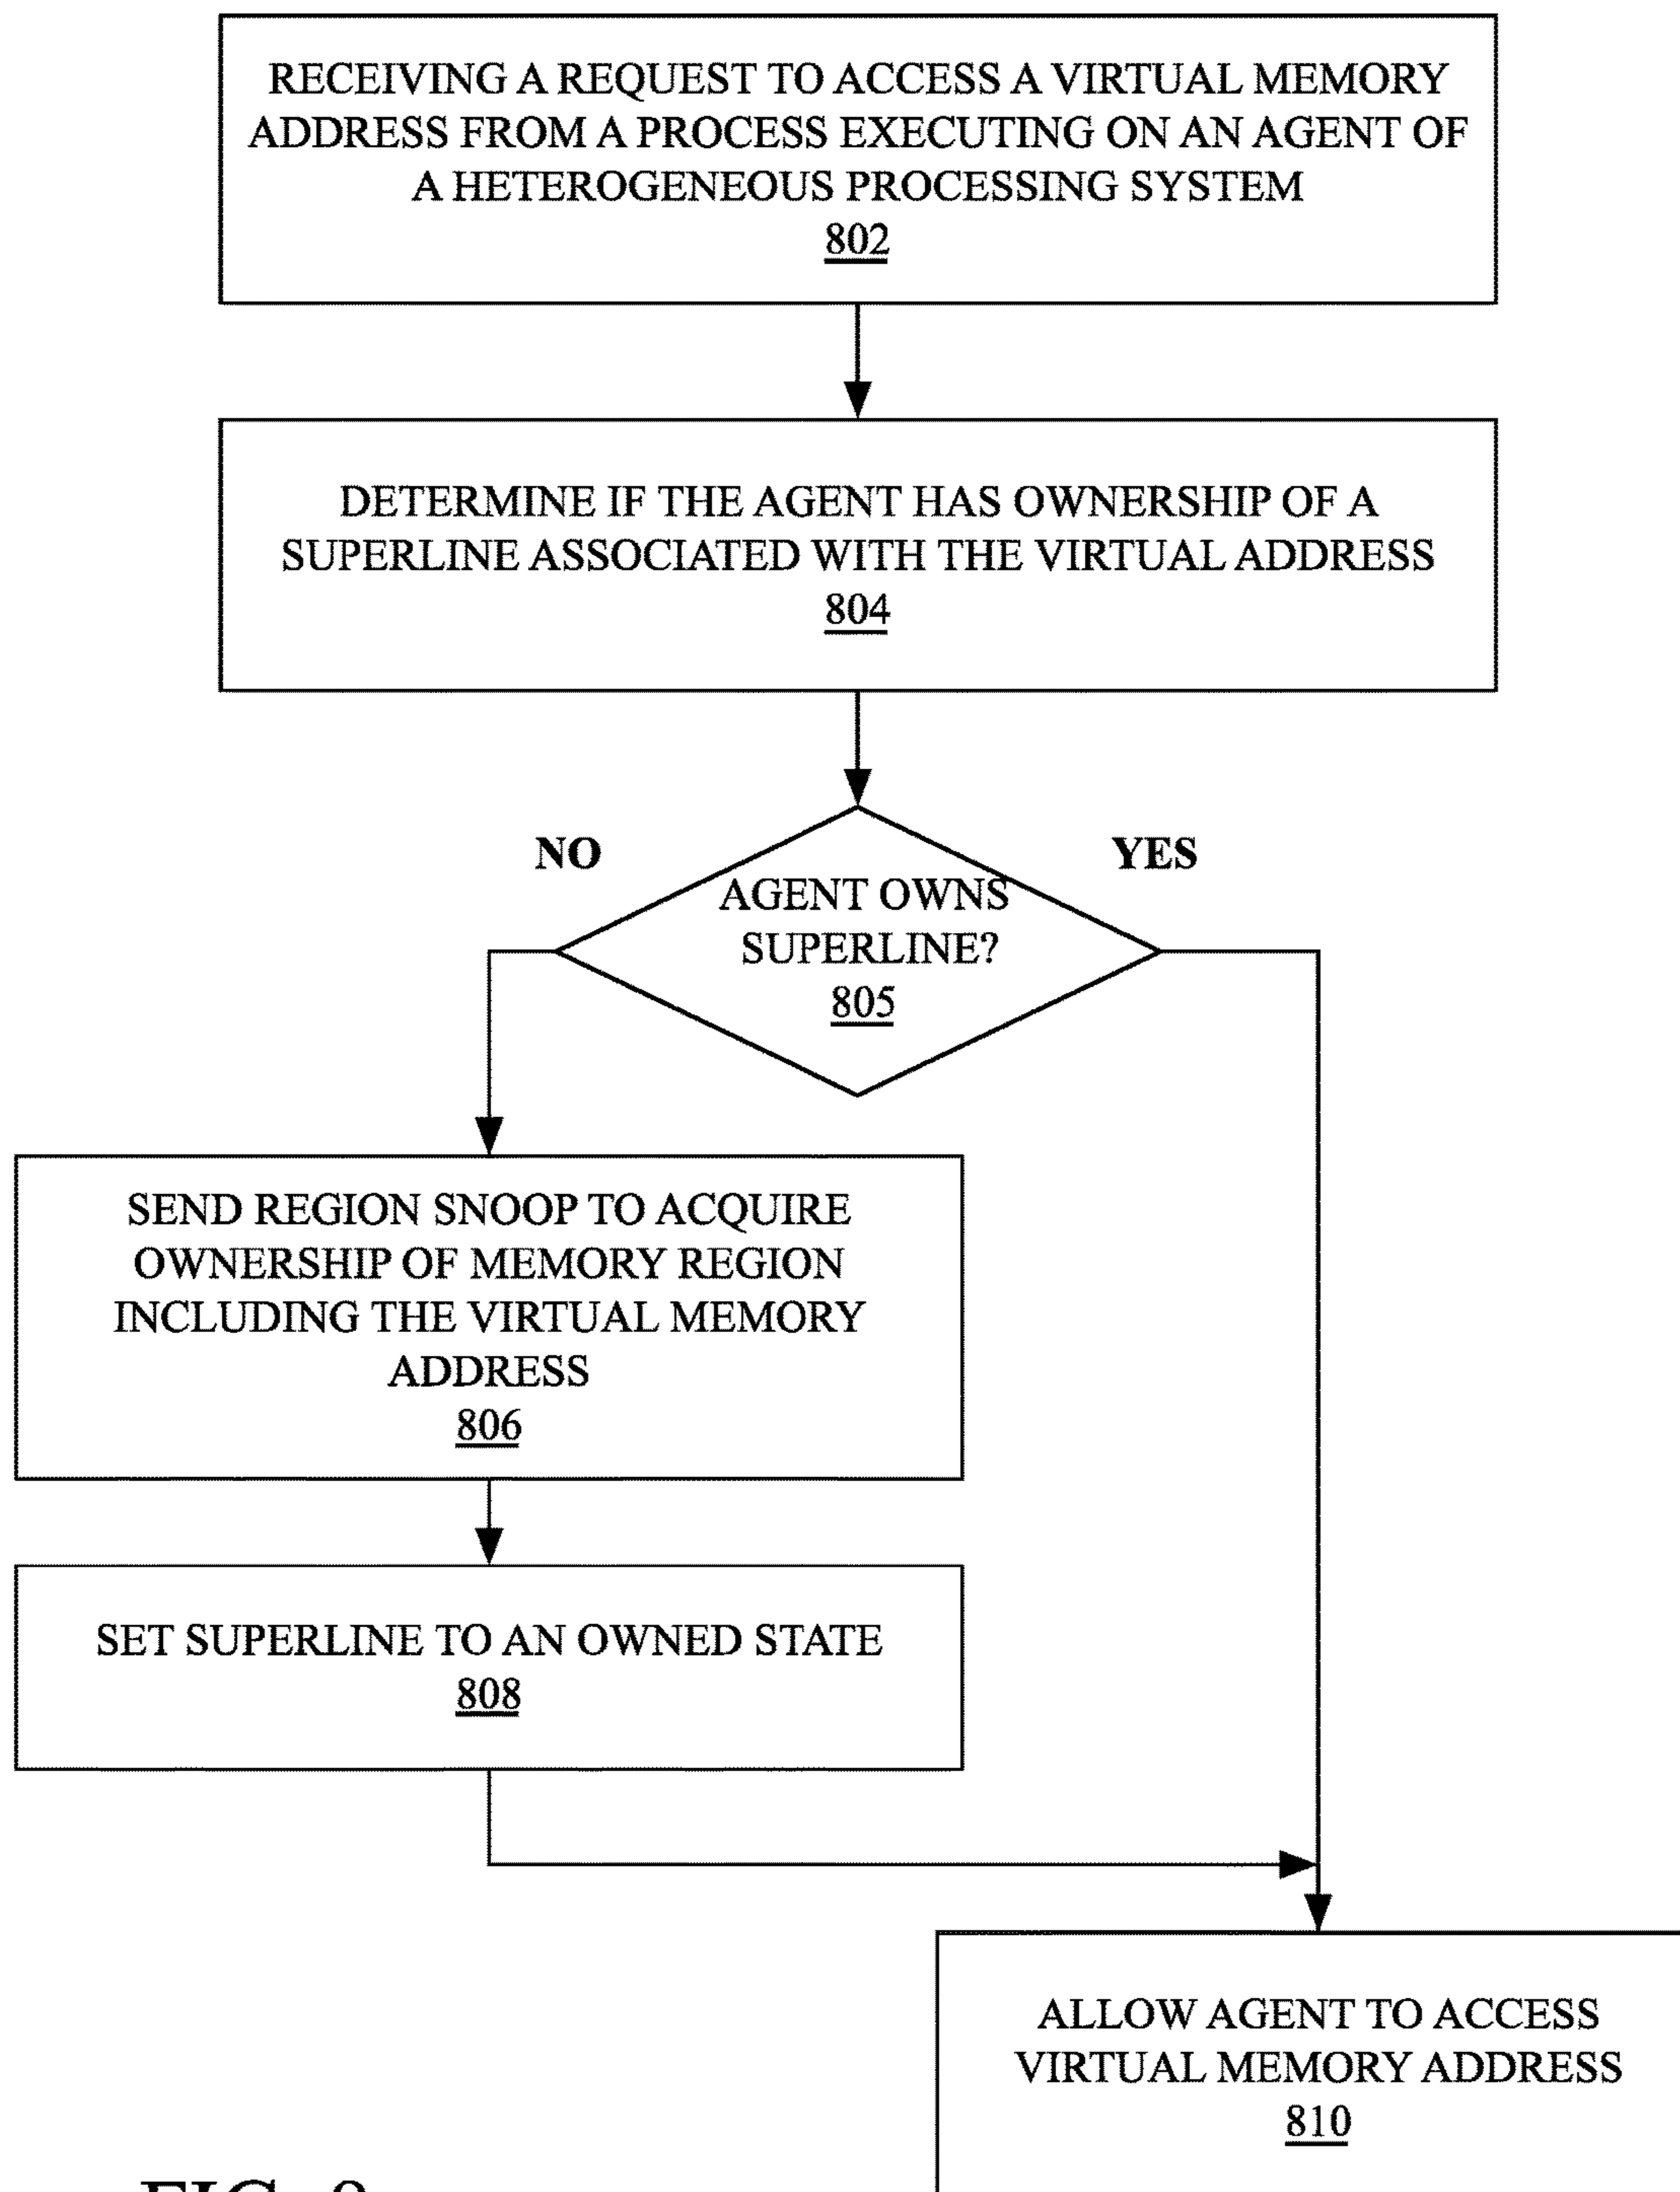 RECEIVING A REQUEST TO ACCESS A VIRTUAL MEMORY
ADDRESS FROM A PROCESS EXECUTING ON AN AGENT OF
A HETEROGENEOUS PROCESSING SYSTEM
802
DETERMINE IF THE AGENT HAS OWNERSHIP OF A
SUPERLINE ASSOCIATED WITH THE VIRTUAL ADDRESS
804
NO
YES
AGENT OWNS
SUPERLINE?
805
SEND REGION SNOOP TO ACQUIRE
OWNERSHIP OF MEMORY REGION
INCLUDING THE VIRTUAL MEMORY
ADDRESS
806
SET SUPERLINE TO AN OWNED STATE
808
ALLOW AGENT TO ACCESS
VIRTUAL MEMORY ADDRESS
810
FIG. 8